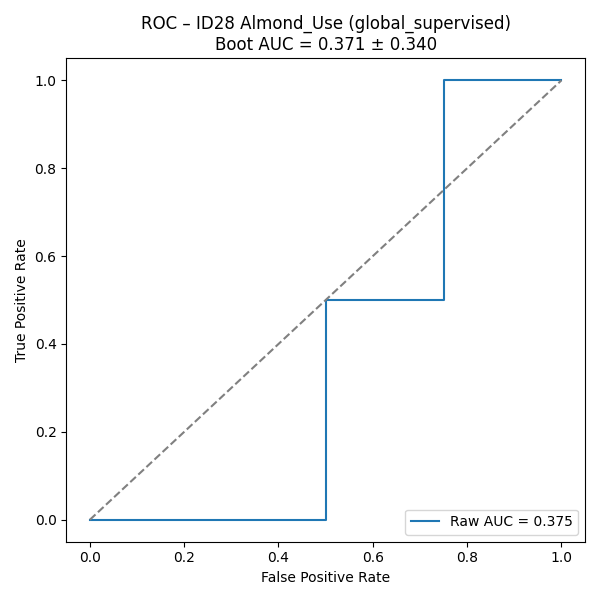 ROC – ID28 Almond_Use (global_supervised)
Boot AUC = 0.371 ± 0.340
True Positive Rate
1.0
0.8
0.6
0.4
0.2
0.0
Raw AUC = 0.375
0.0 0.2 0.4 0.6 0.8 1.0
False Positive Rate